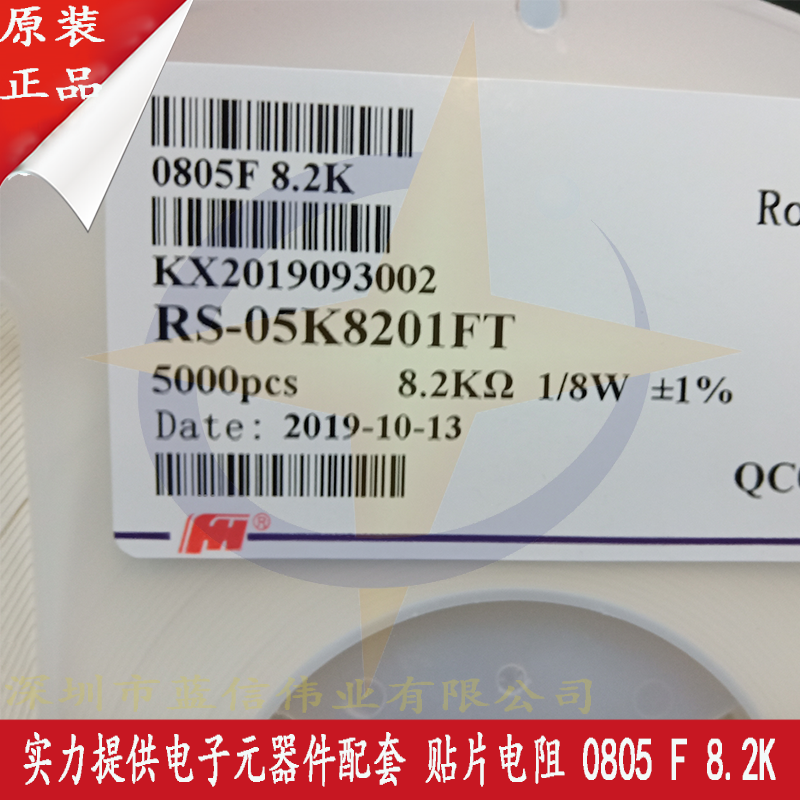 原装
正品
0805F 8.2K
Ro
KX2019093002
RS-05K8201FT
5000pcs 8.2KΩ 1/8W ±1%
Date: 2019-10-13
QC
®
深圳市蓝信伟业有限公司
实力提供电子元器件配套 贴片电阻 0805 F 8.2K